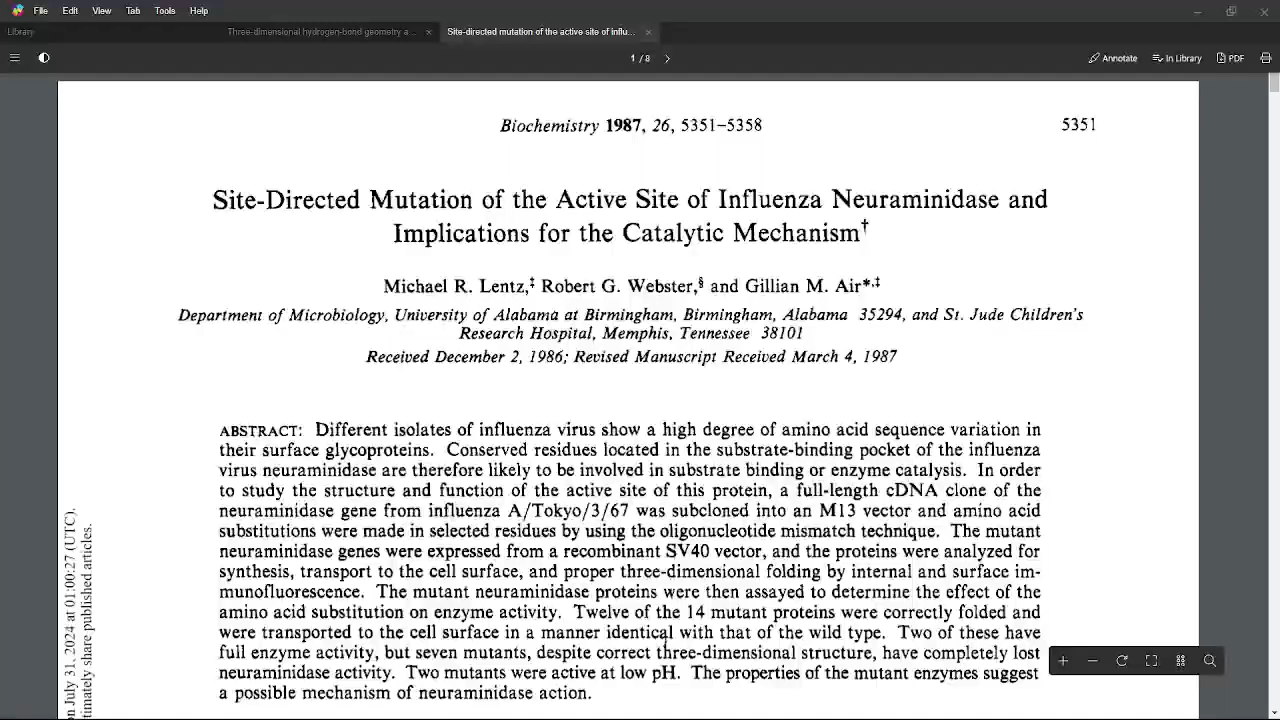 File Edit View Tab Tools Help
Library Three-dimensional hydrogen-bond geometry a... × Site-directed mutation of the active site of influ... ×
1 / 8 Annotate In Library PDF
Biochemistry 1987, 26, 5351–5358 5351
Site-Directed Mutation of the Active Site of Influenza Neuraminidase and
Implications for the Catalytic Mechanism†
Michael R. Lentz,‡ Robert G. Webster,§ and Gillian M. Air*,‡
Department of Microbiology, University of Alabama at Birmingham, Birmingham, Alabama 35294, and St. Jude Children's
Research Hospital, Memphis, Tennessee 38101
Received December 2, 1986; Revised Manuscript Received March 4, 1987
ABSTRACT: Different isolates of influenza virus show a high degree of amino acid sequence variation in
their surface glycoproteins. Conserved residues located in the substrate-binding pocket of the influenza
virus neuraminidase are therefore likely to be involved in substrate binding or enzyme catalysis. In order
to study the structure and function of the active site of this protein, a full-length cDNA clone of the
neuraminidase gene from influenza A/Tokyo/3/67 was subcloned into an M13 vector and amino acid
substitutions were made in selected residues by using the oligonucleotide mismatch technique. The mutant
neuraminidase genes were expressed from a recombinant SV40 vector, and the proteins were analyzed for
synthesis, transport to the cell surface, and proper three-dimensional folding by internal and surface im-
munofluorescence. The mutant neuraminidase proteins were then assayed to determine the effect of the
amino acid substitution on enzyme activity. Twelve of the 14 mutant proteins were correctly folded and
were transported to the cell surface in a manner identical with that of the wild type. Two of these have
full enzyme activity, but seven mutants, despite correct three-dimensional structure, have completely lost
neuraminidase activity. Two mutants were active at low pH. The properties of the mutant enzymes suggest
a possible mechanism of neuraminidase action.
on July 31, 2024 at 01:00:27 (UTC).
timately share published articles.